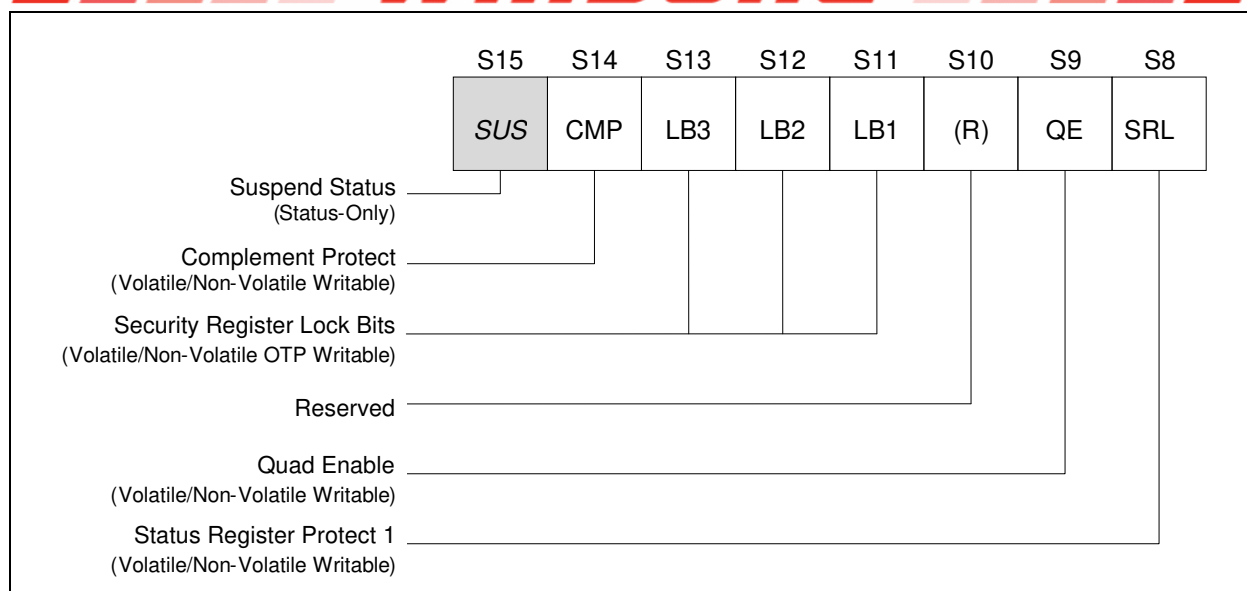 S15 S14 S13 S12 S11 S10 S9 S8
SUS CMP LB3 LB2 LB1 (R) QE SRL
Suspend Status
(Status-Only)
Complement Protect
(Volatile/Non-Volatile Writable)
Security Register Lock Bits
(Volatile/Non-Volatile OTP Writable)
Reserved
Quad Enable
(Volatile/Non-Volatile Writable)
Status Register Protect 1
(Volatile/Non-Volatile Writable)